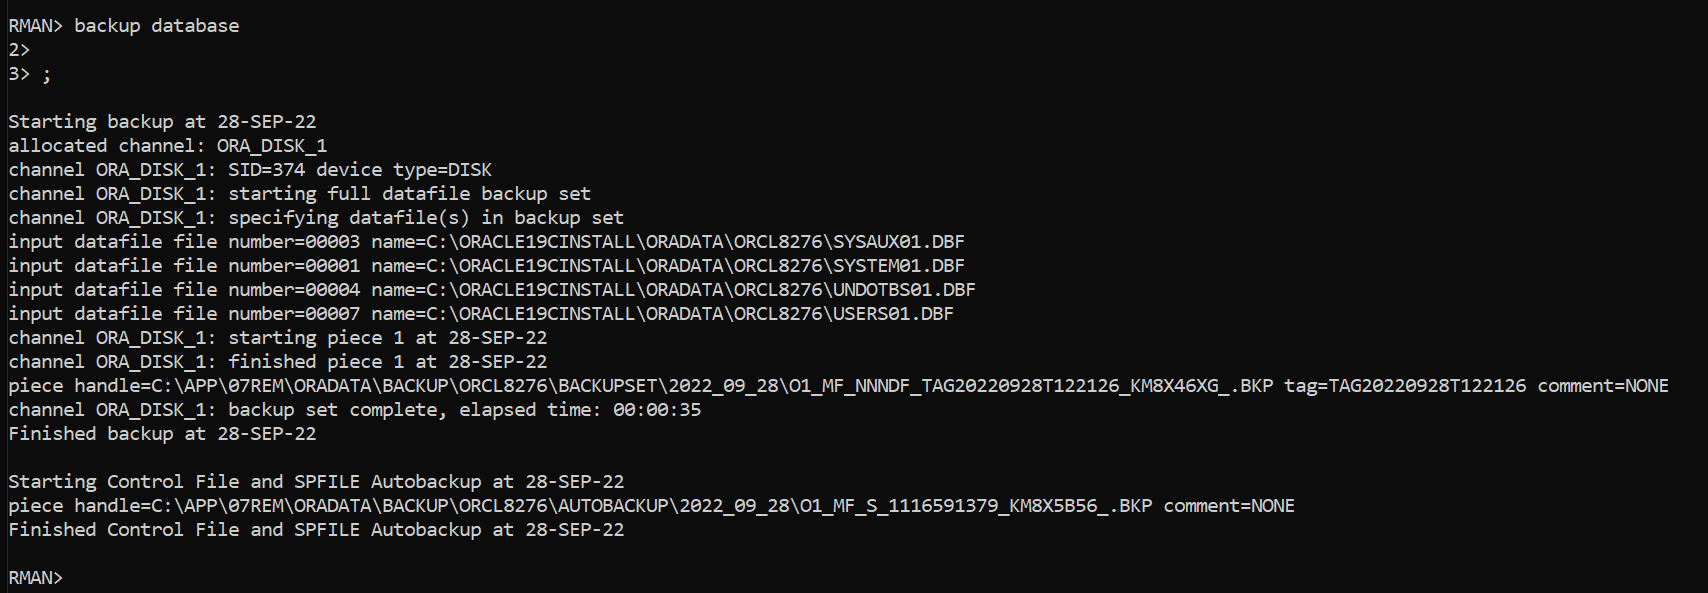 RMAN> backup database
2>
3> ;
Starting backup at 28-SEP-22
allocated channel: ORA_DISK_1
channel ORA_DISK_1: SID=374 device type=DISK
channel ORA_DISK_1: starting full datafile backup set
channel ORA_DISK_1: specifying datafile(s) in backup set
input datafile file number=00003 name=C:\ORACLE19CINSTALL\ORADATA\ORCL8276\SYSAUX01.DBF
input datafile file number=00001 name=C:\ORACLE19CINSTALL\ORADATA\ORCL8276\SYSTEM01.DBF
input datafile file number=00004 name=C:\ORACLE19CINSTALL\ORADATA\ORCL8276\UNDOTBS01.DBF
input datafile file number=00007 name=C:\ORACLE19CINSTALL\ORADATA\ORCL8276\USERS01.DBF
channel ORA_DISK_1: starting piece 1 at 28-SEP-22
channel ORA_DISK_1: finished piece 1 at 28-SEP-22
piece handle=C:\APP\07REM\ORADATA\BACKUP\ORCL8276\BACKUPSET\2022_09_28\O1_MF_NNNDF_TAG20220928T122126_KM8X46XG_.BKP tag=TAG20220928T122126 comment=NONE
channel ORA_DISK_1: backup set complete, elapsed time: 00:00:35
Finished backup at 28-SEP-22
Starting Control File and SPFILE Autobackup at 28-SEP-22
piece handle=C:\APP\07REM\ORADATA\BACKUP\ORCL8276\AUTOBACKUP\2022_09_28\O1_MF_S_1116591379_KM8X5B56_.BKP comment=NONE
Finished Control File and SPFILE Autobackup at 28-SEP-22
RMAN>